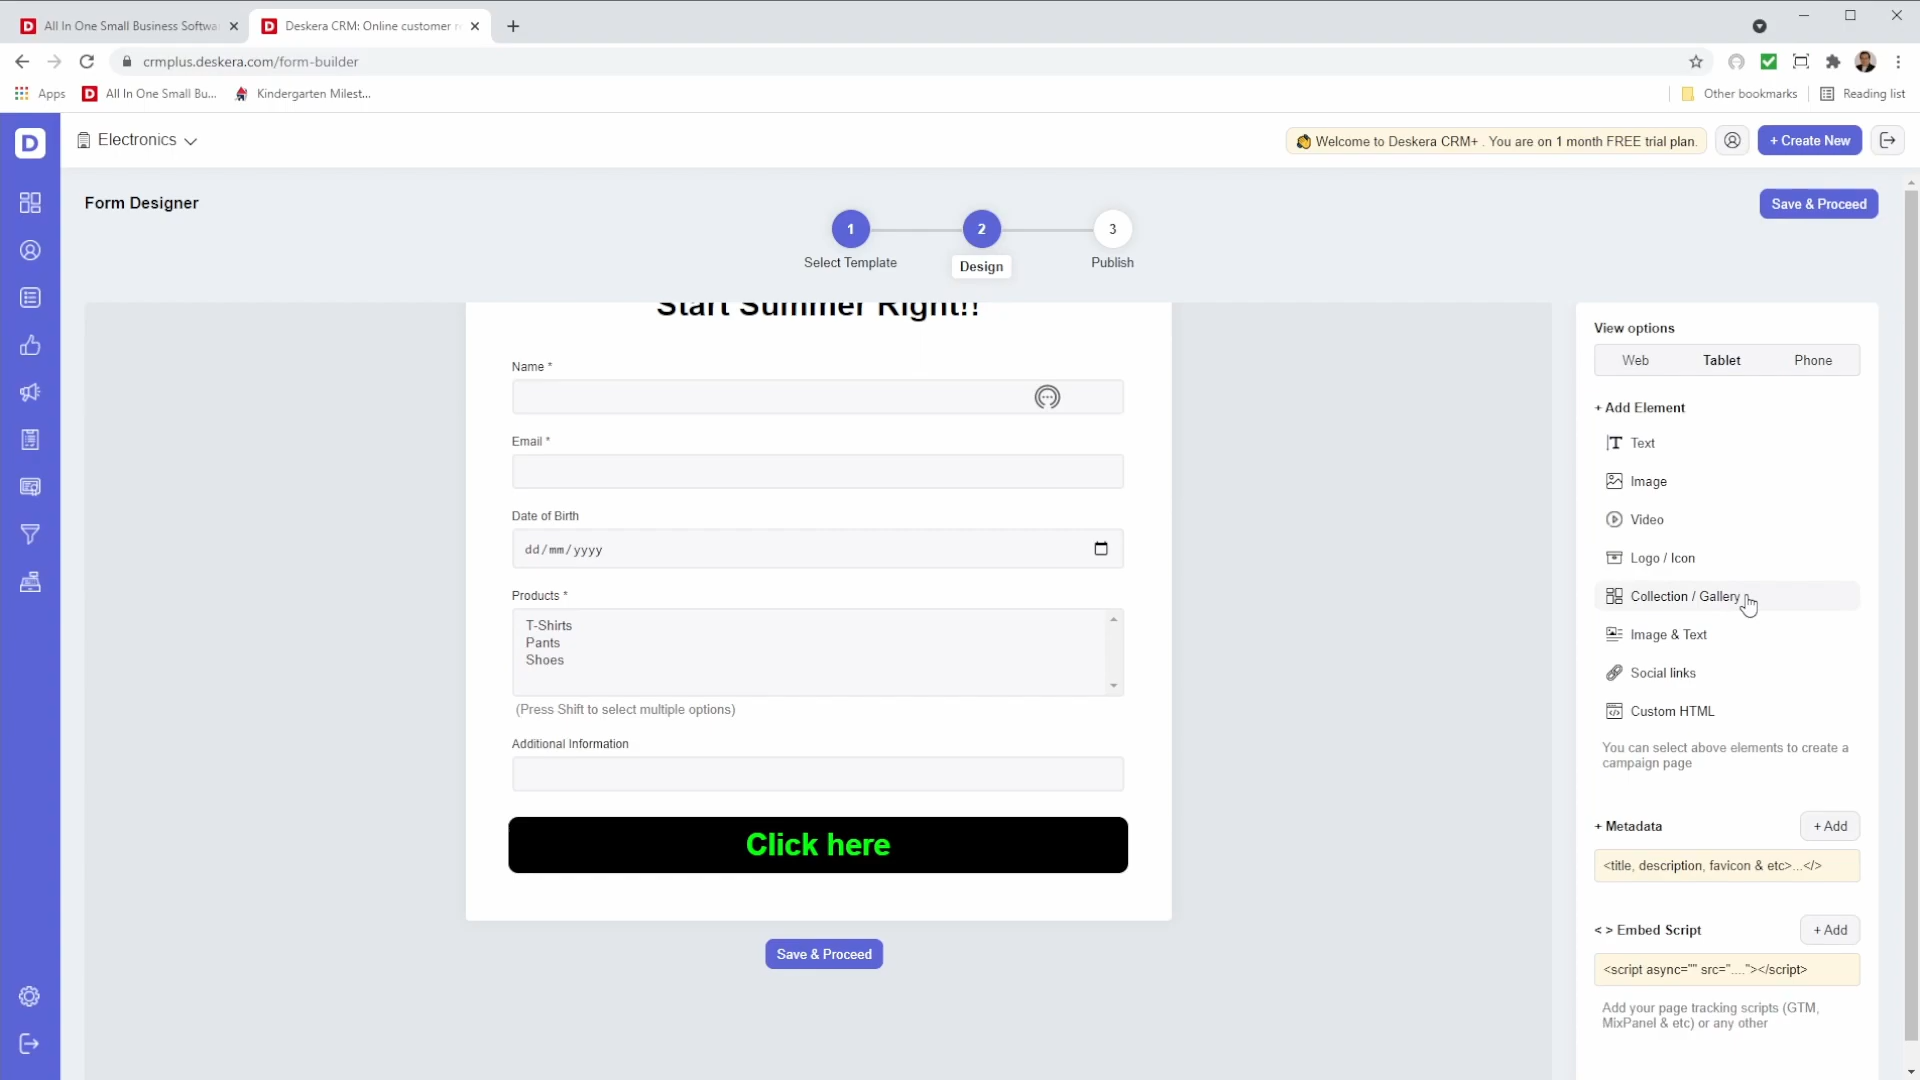 All In One Small Business Softwa
Deskera CRM: Online customer r
crmplus.deskera.com/form-builder
Apps
All In One Small Bu...
Kindergarten Milest...
Other bookmarks
Reading list
D
Electronics
Welcome to Deskera CRM+ . You are on 1 month FREE trial plan.
+ Create New
Form Designer
Save & Proceed
1
2
3
Select Template
Design
Publish
Start Summer Right!!
Name *
Email *
Date of Birth
dd/mm/yyyy
Products *
T-Shirts
Pants
Shoes
(Press Shift to select multiple options)
Additional Information
Click here
Save & Proceed
View options
Web
Tablet
Phone
+ Add Element
Text
Image
Video
Logo / Icon
Collection / Gallery
Image & Text
Social links
Custom HTML
You can select above elements to create a
campaign page
+ Metadata
+ Add
<title, description, favicon & etc>...</>
< > Embed Script
+ Add
<script async="" src="...."></script>
Add your page tracking scripts (GTM,
MixPanel & etc) or any other